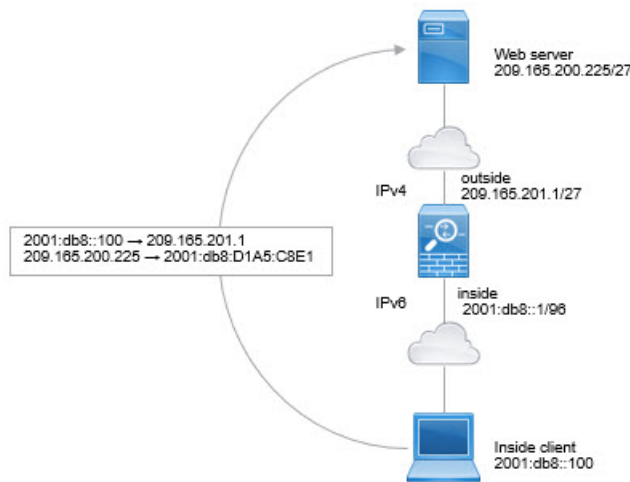 Web server
209.165.200.225/27
outside
209.165.201.1/27
IPv4
2001:db8::100 → 209.165.201.1
209.165.200.225 → 2001:db8:D1A5:C8E1
IPv6
inside
2001:db8::1/96
Inside client
2001:db8::100